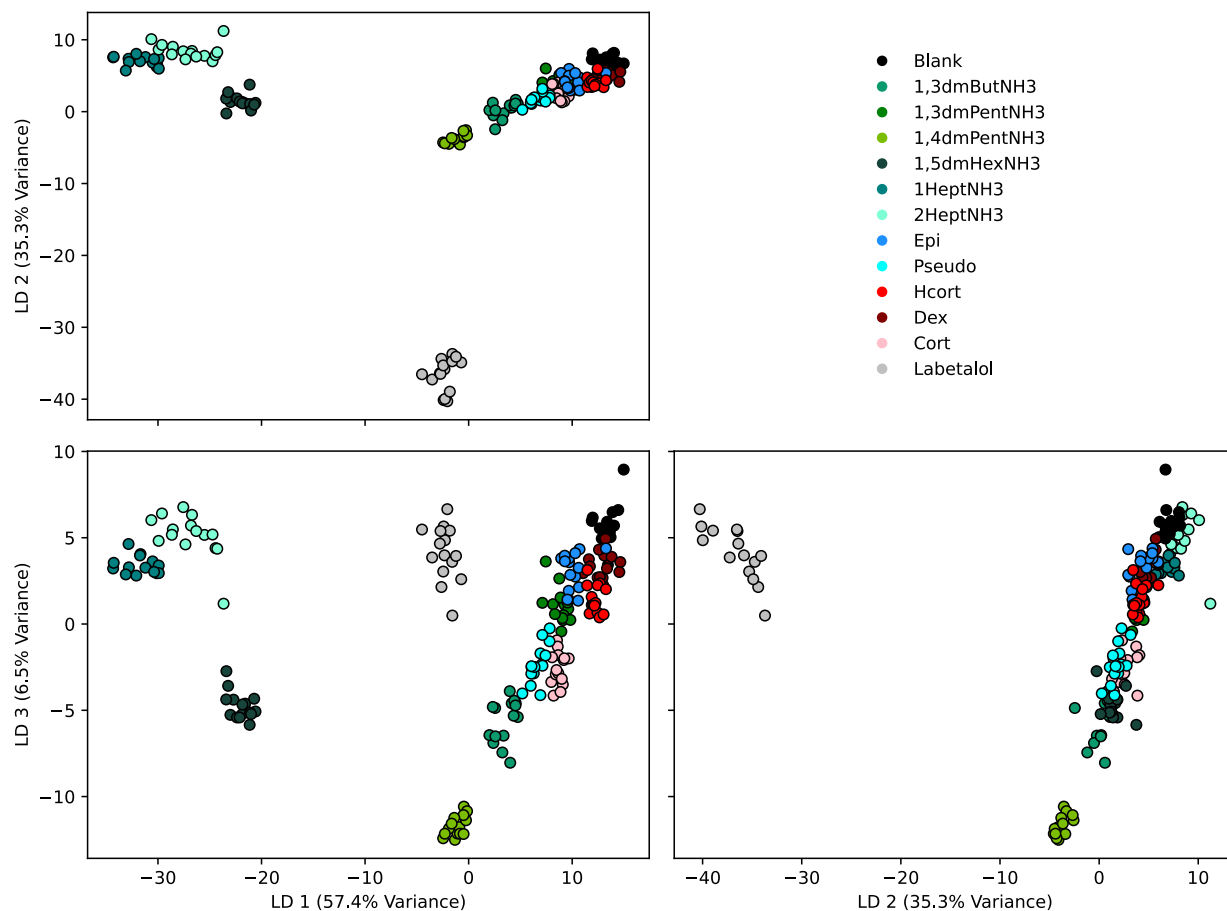 10
0
−10
−20
−30
−40
LD 2 (35.3% Variance)
Blank
1,3dmButNH3
1,3dmPentNH3
1,4dmPentNH3
1,5dmHexNH3
1HeptNH3
2HeptNH3
Epi
Pseudo
Hcort
Dex
Cort
Labetalol
10
5
0
−5
−10
LD 3 (6.5% Variance)
−30 −20 −10 0 10
LD 1 (57.4% Variance)
−40 −30 −20 −10 0 10
LD 2 (35.3% Variance)